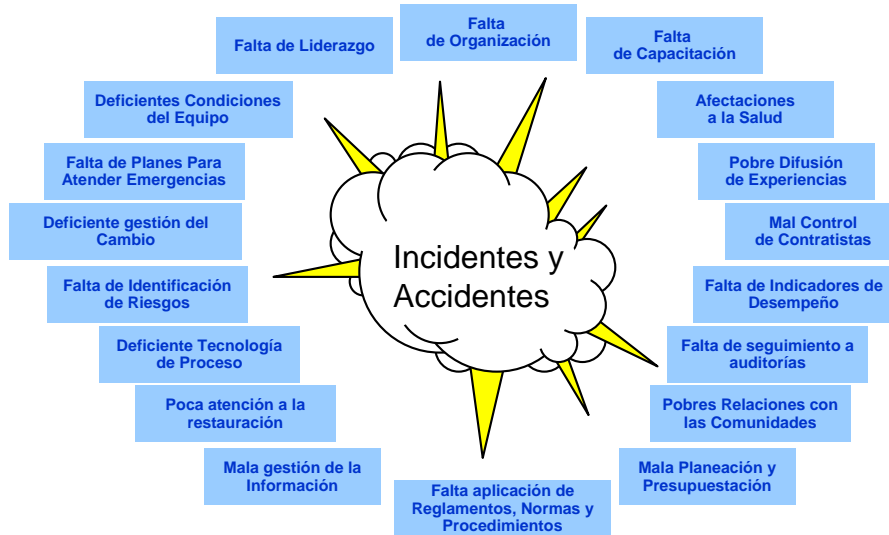 Falta
de Organización
Falta de Liderazgo
Falta
de Capacitación
Deficientes Condiciones
del Equipo
Afectaciones
a la Salud
Falta de Planes Para
Atender Emergencias
Pobre Difusión
de Experiencias
Deficiente gestión del
Cambio
Mal Control
de Contratistas
Incidentes y
Accidentes
Falta de Identificación
de Riesgos
Falta de Indicadores de
Desempeño
Deficiente Tecnología
de Proceso
Falta de seguimiento a
auditorías
Poca atención a la
restauración
Pobres Relaciones con
las Comunidades
Mala gestión de la
Información
Mala Planeación y
Presupuestación
Falta aplicación de
Reglamentos, Normas y
Procedimientos